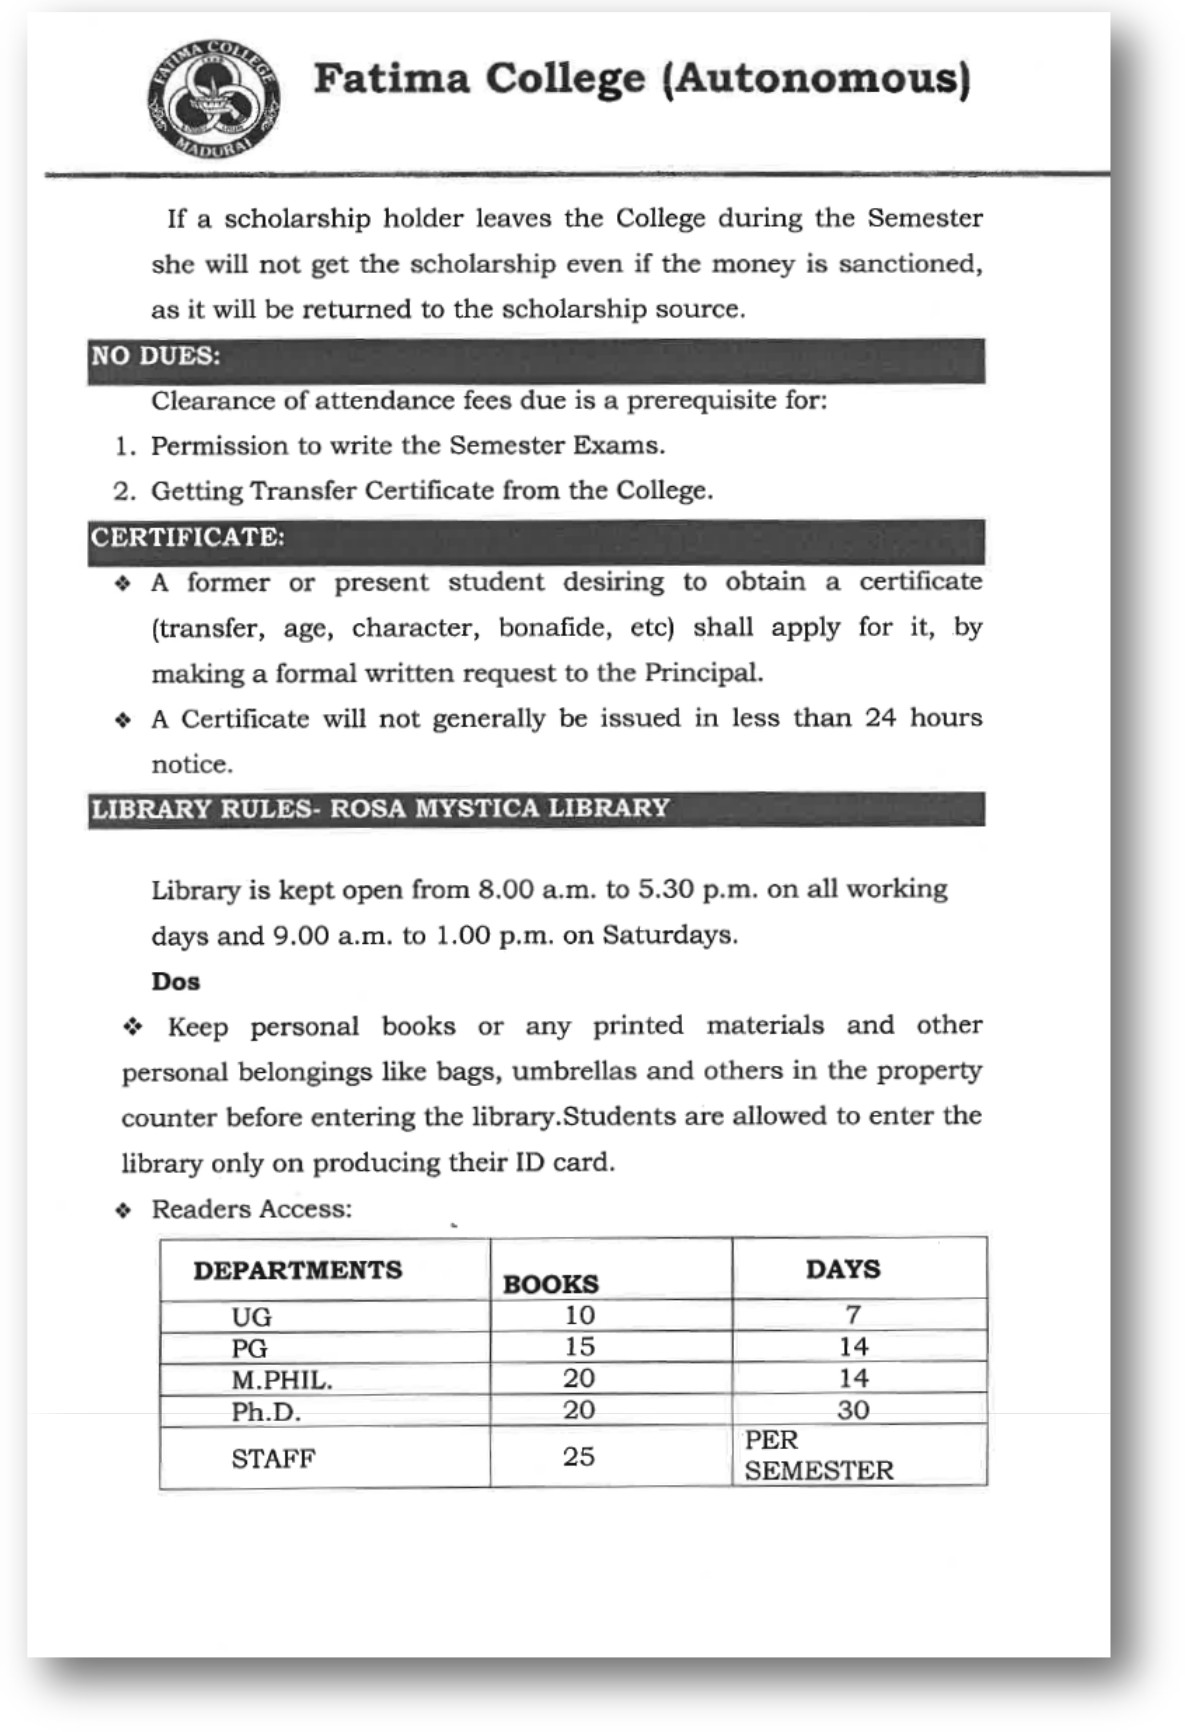 FATIMA COLLEGE
MADURAI
Fatima College (Autonomous)
If a scholarship holder leaves the College during the Semester
she will not get the scholarship even if the money is sanctioned,
as it will be returned to the scholarship source.
NO DUES:
Clearance of attendance fees due is a prerequisite for:
1. Permission to write the Semester Exams.
2. Getting Transfer Certificate from the College.
CERTIFICATE:
❖ A former or present student desiring to obtain a certificate
(transfer, age, character, bonafide, etc) shall apply for it, by
making a formal written request to the Principal.
❖ A Certificate will not generally be issued in less than 24 hours
notice.
LIBRARY RULES- ROSA MYSTICA LIBRARY
Library is kept open from 8.00 a.m. to 5.30 p.m. on all working
days and 9.00 a.m. to 1.00 p.m. on Saturdays.
Dos
❖ Keep personal books or any printed materials and other
personal belongings like bags, umbrellas and others in the property
counter before entering the library.Students are allowed to enter the
library only on producing their ID card.
❖ Readers Access:
DEPARTMENTS BOOKS DAYS
UG 10 7
PG 15 14
M.PHIL. 20 14
Ph.D. 20 30
STAFF 25 PER
SEMESTER